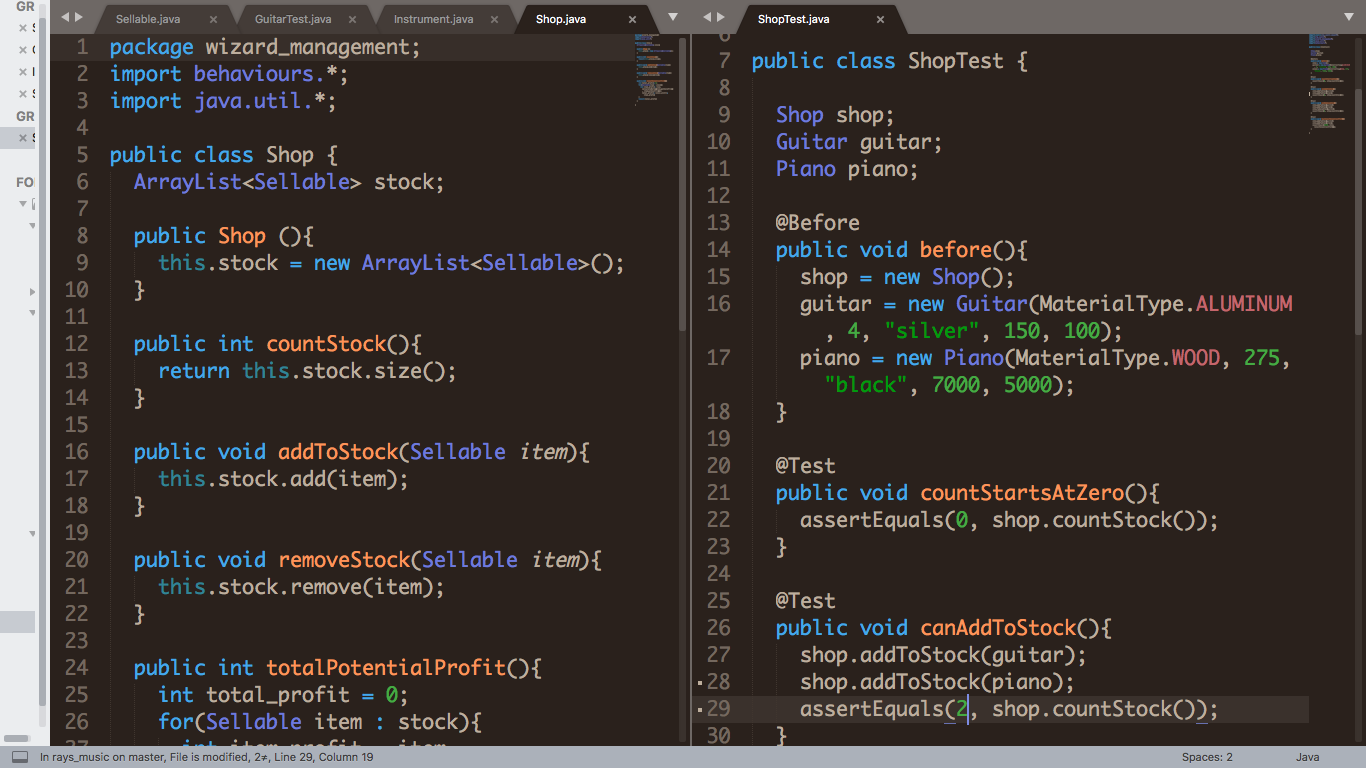 GR
Sellable.java
GuitarTest.java
Instrument.java
Shop.java
ShopTest.java
GR
FO
1 package wizard_management;
2 import behaviours.*;
3 import java.util.*;
4
5 public class Shop {
6 ArrayList<Sellable> stock;
7
8 public Shop (){
9 this.stock = new ArrayList<Sellable>();
10 }
11
12 public int countStock(){
13 return this.stock.size();
14 }
15
16 public void addToStock(Sellable item){
17 this.stock.add(item);
18 }
19
20 public void removeStock(Sellable item){
21 this.stock.remove(item);
22 }
23
24 public int totalPotentialProfit(){
25 int total_profit = 0;
26 for(Sellable item : stock){
27 int item_profit = item
6
7 public class ShopTest {
8
9 Shop shop;
10 Guitar guitar;
11 Piano piano;
12
13 @Before
14 public void before(){
15 shop = new Shop();
16 guitar = new Guitar(MaterialType.ALUMINUM
, 4, "silver", 150, 100);
17 piano = new Piano(MaterialType.WOOD, 275,
"black", 7000, 5000);
18 }
19
20 @Test
21 public void countStartsAtZero(){
22 assertEquals(0, shop.countStock());
23 }
24
25 @Test
26 public void canAddToStock(){
27 shop.addToStock(guitar);
28 shop.addToStock(piano);
29 assertEquals(2, shop.countStock());
30 }
In rays_music on master, File is modified, 2≠, Line 29, Column 19
Spaces: 2
Java